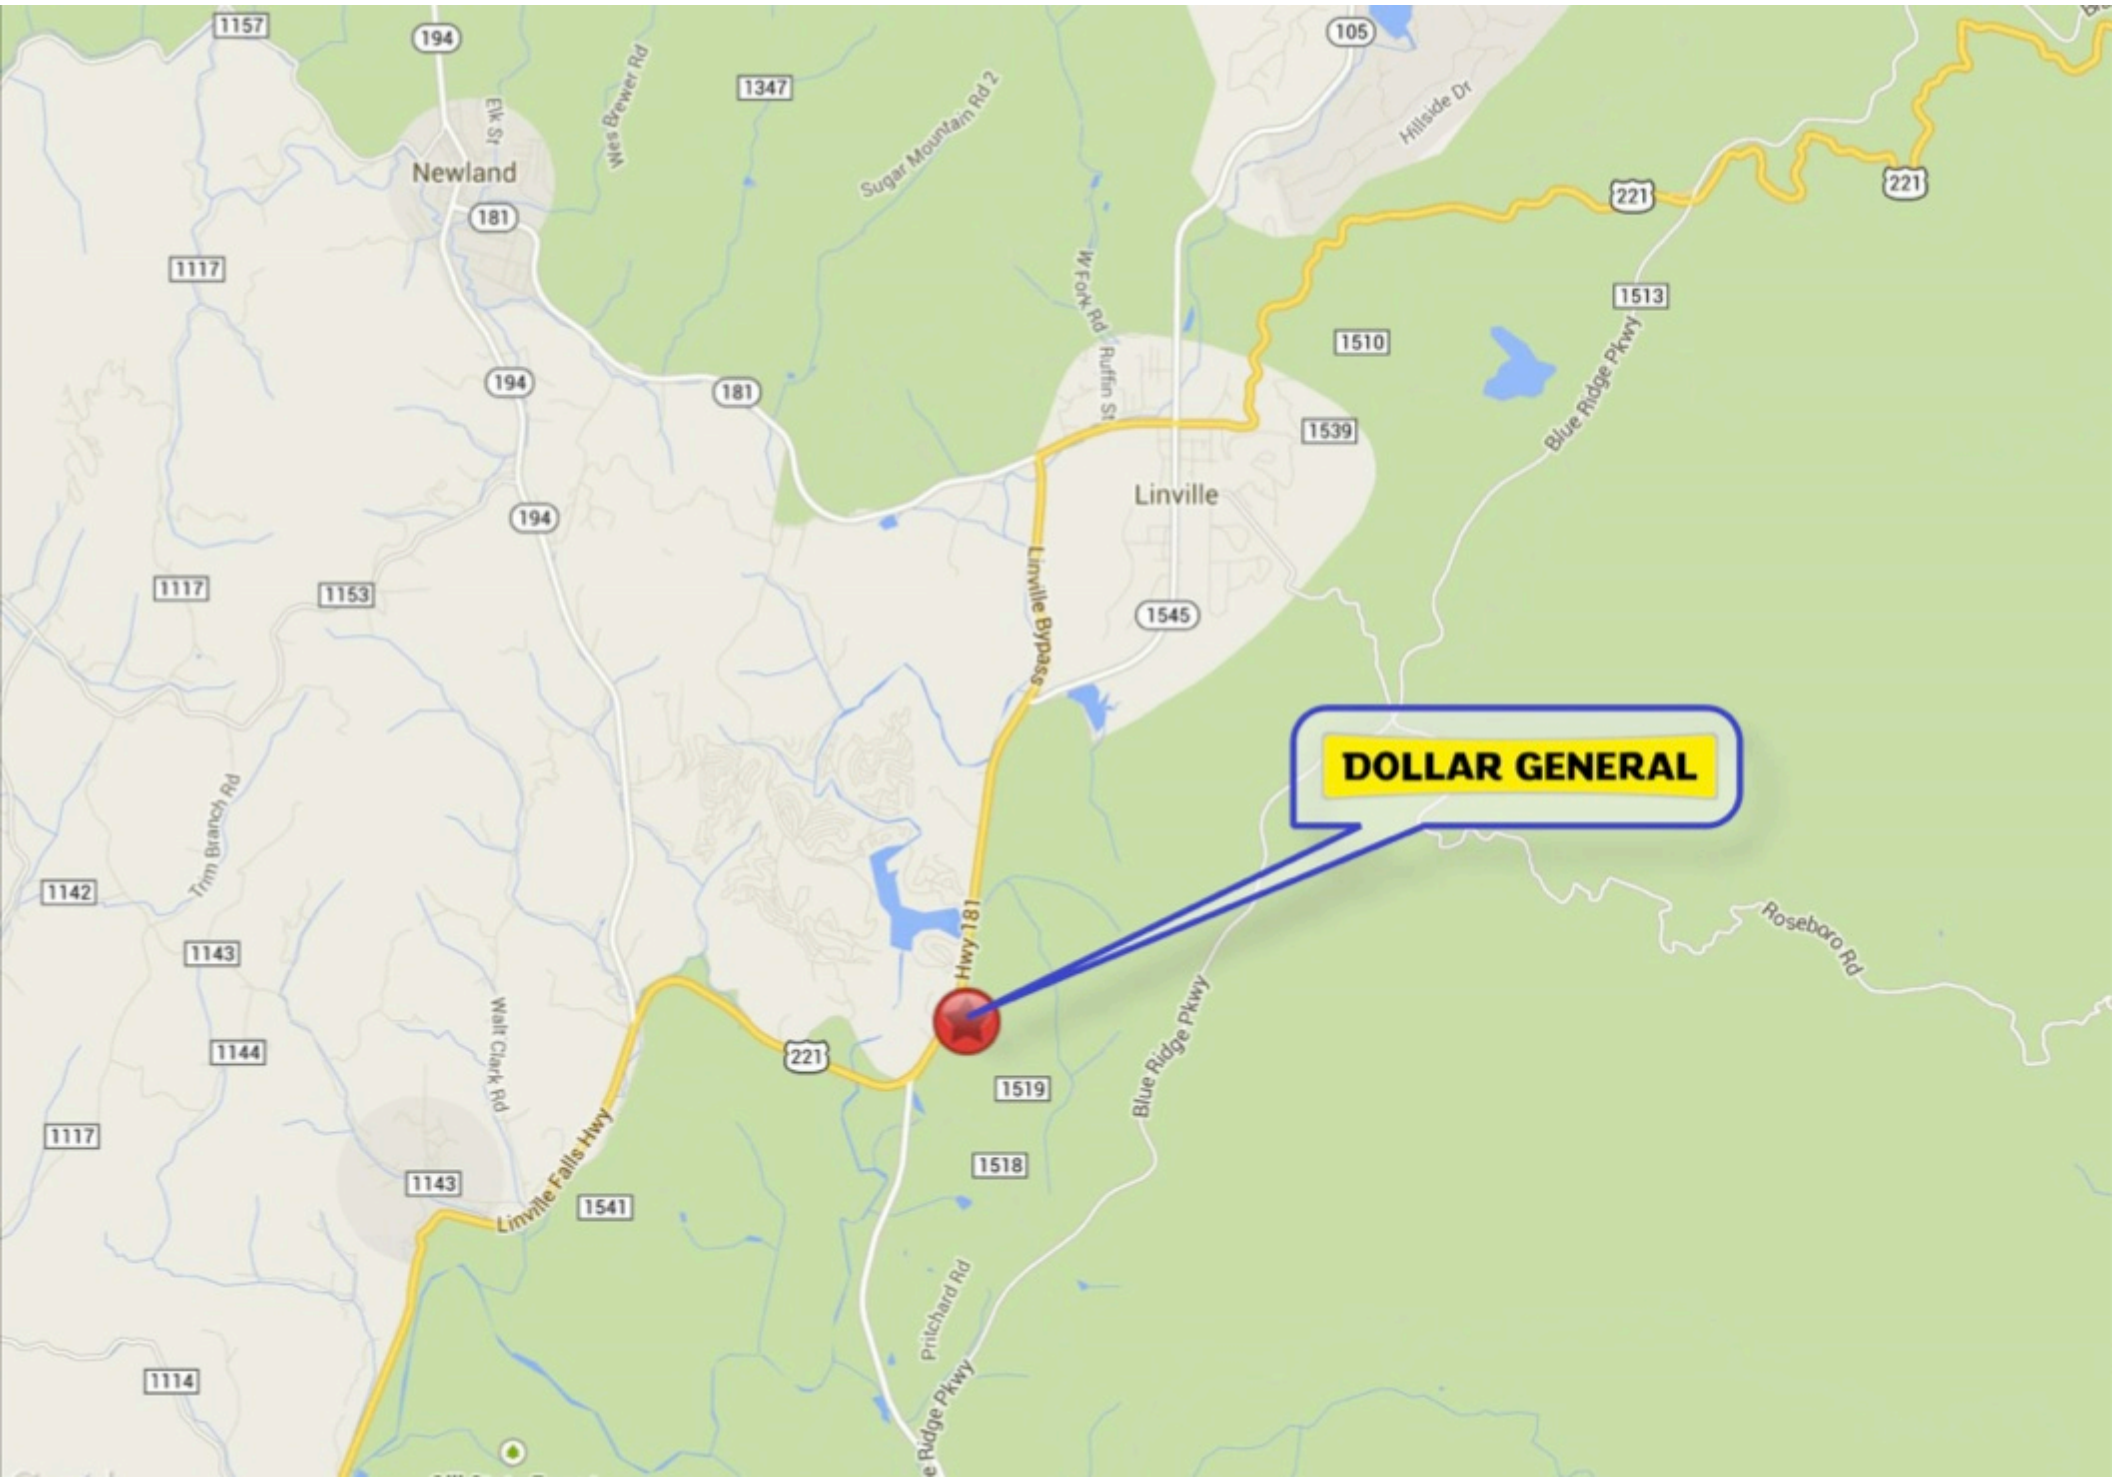 1157
194
105
Elk St
Wes Brewer Rd
1347
Sugar Mountain Rd 2
Hillside Dr
Newland
181
221
221
1117
W Fork Rd
1513
1510
Blue Ridge Pkwy
194
181
Ruffin St
1539
Linville
194
1117
1153
Linville Bypass
1545
DOLLAR GENERAL
Trim Branch Rd
1142
1143
Hwy 181
Roseboro Rd
Walt Clark Rd
1144
221
Blue Ridge Pkwy
1519
1117
1518
1143
Linville Falls Hwy
1541
Pritchard Rd
1114
e Ridge Pkwy